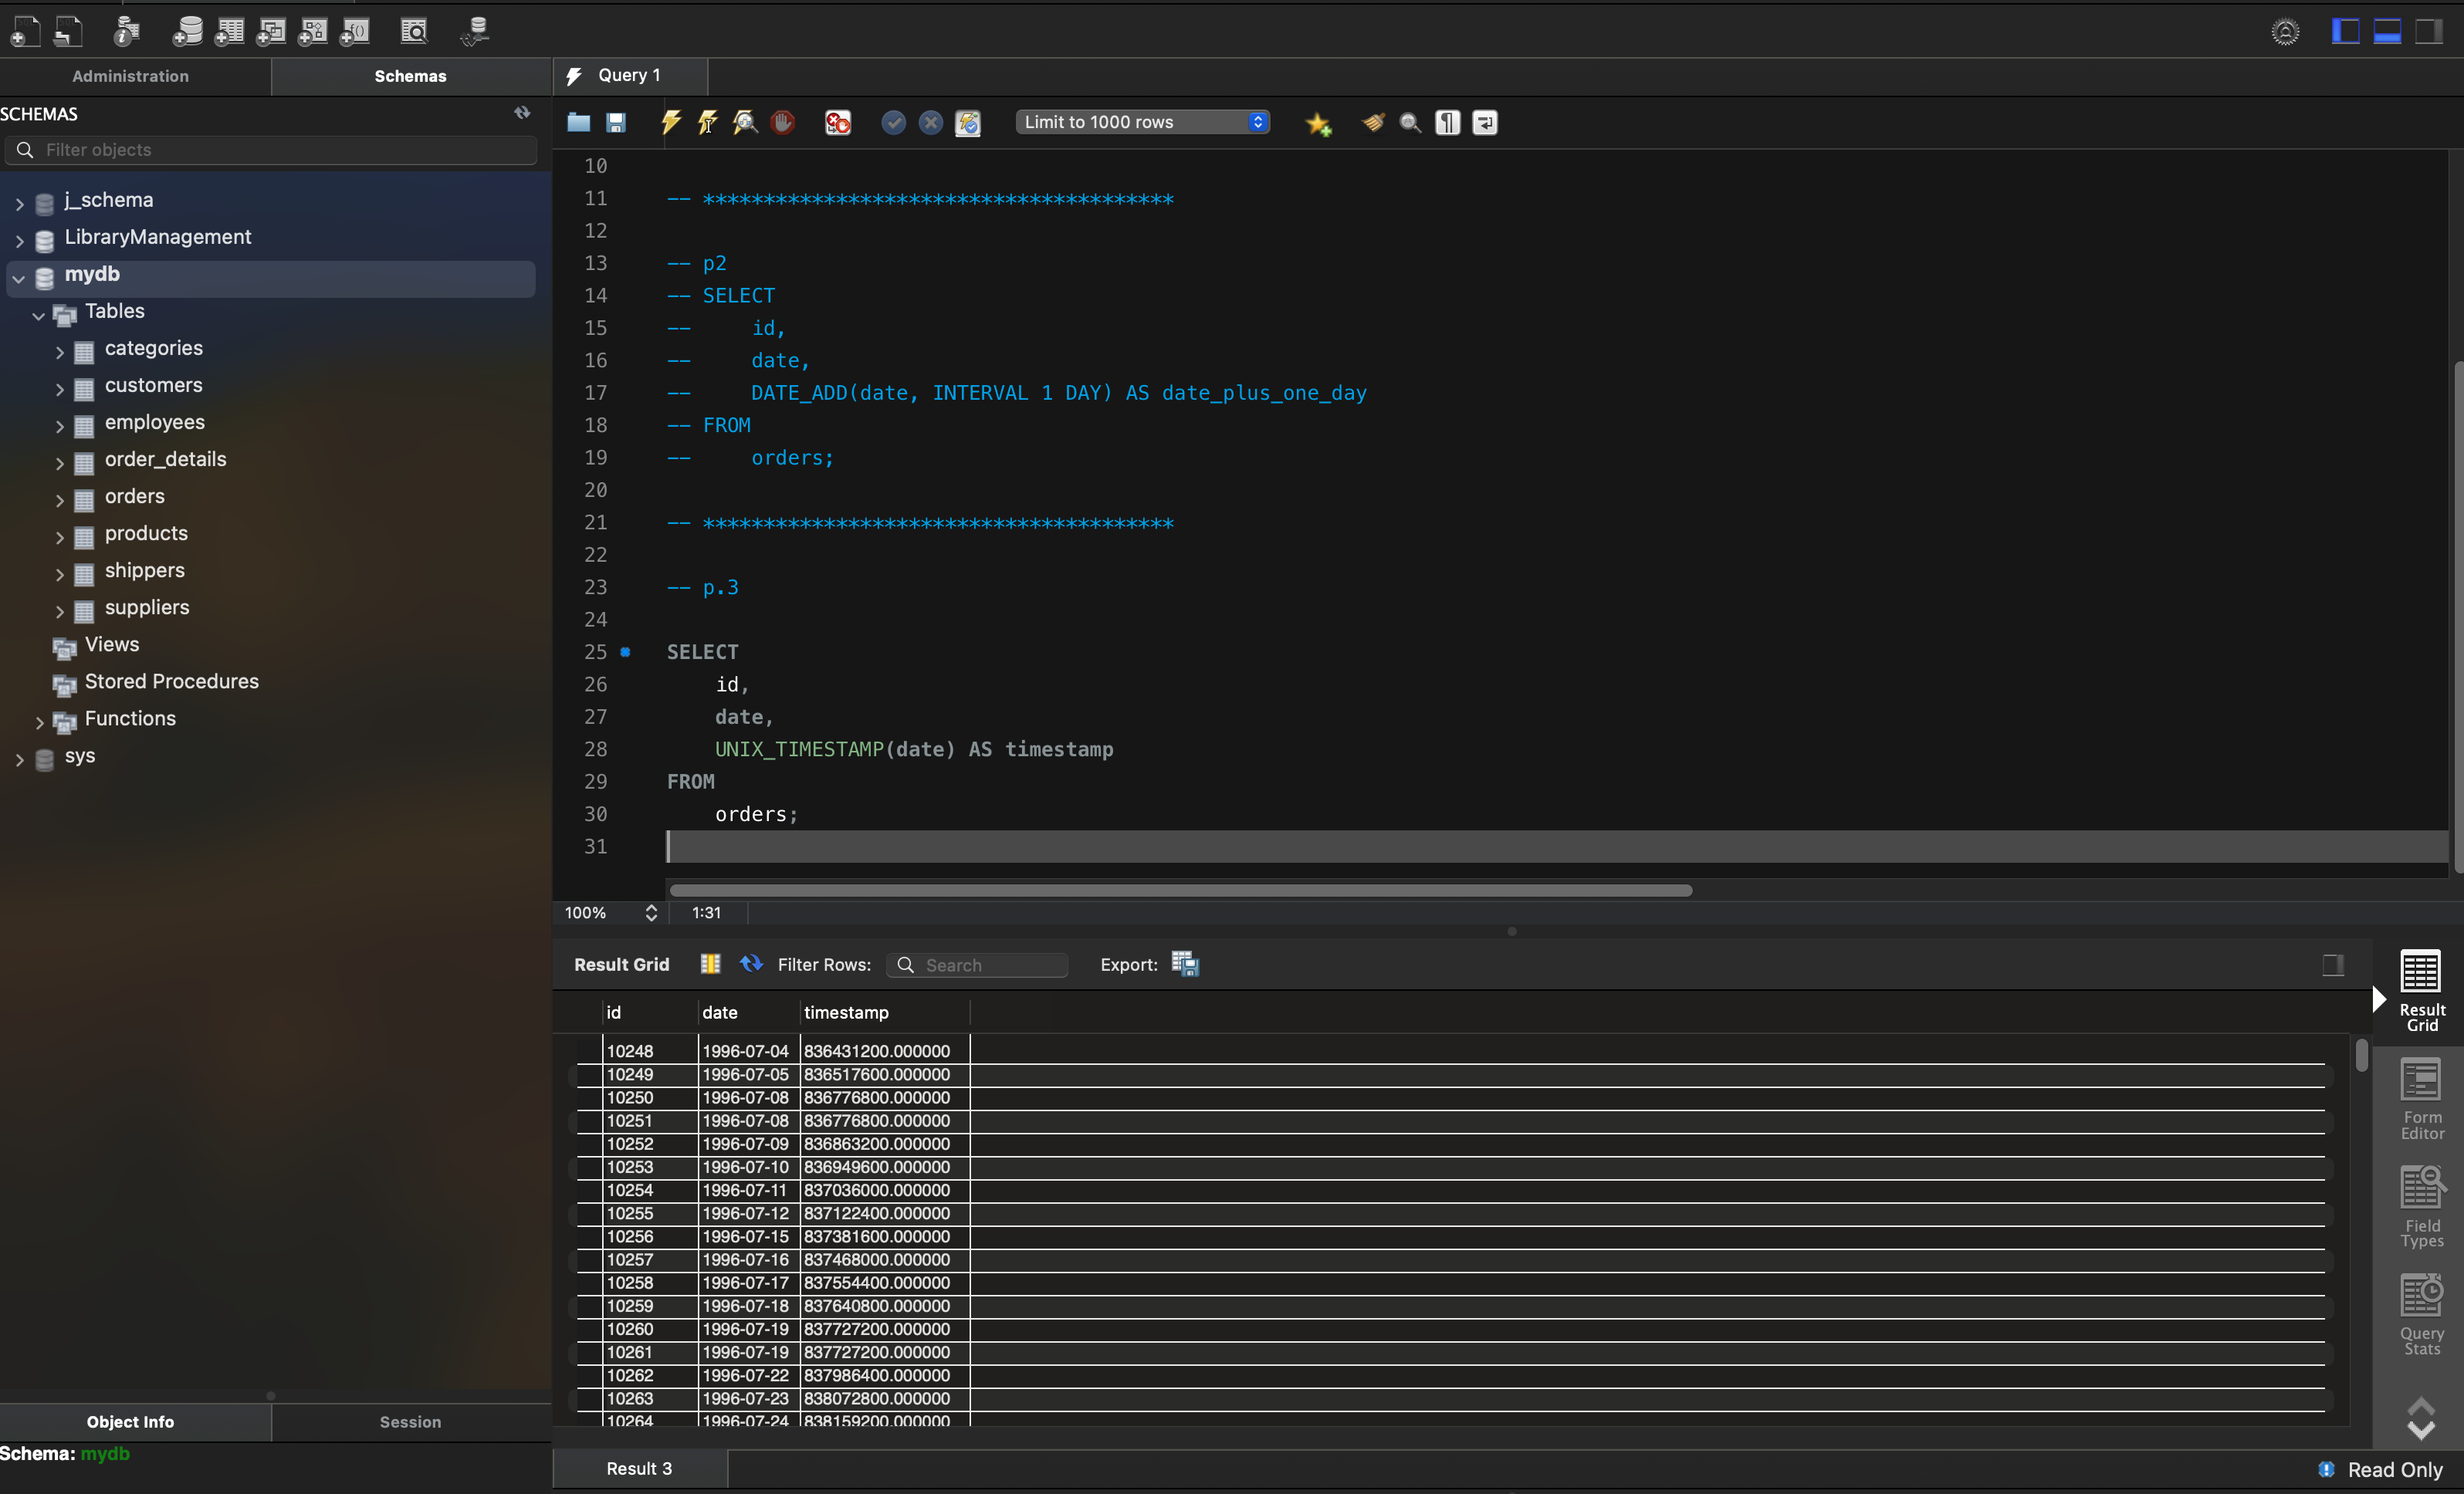 Administration
Schemas
Query 1
SCHEMAS
Limit to 1000 rows
Filter objects
j_schema
LibraryManagement
mydb
Tables
categories
customers
employees
order_details
orders
products
shippers
suppliers
Views
Stored Procedures
Functions
sys
10
11 -- ***************************************
12
13 -- p2
14 -- SELECT
15 --     id,
16 --     date,
17 --     DATE_ADD(date, INTERVAL 1 DAY) AS date_plus_one_day
18 -- FROM
19 --     orders;
20
21 -- ***************************************
22
23 -- p.3
24
25 SELECT
26     id,
27     date,
28     UNIX_TIMESTAMP(date) AS timestamp
29 FROM
30     orders;
31
100% 1:31
Result Grid Filter Rows: Search Export:
id date timestamp
10248 1996-07-04 836431200.000000
10249 1996-07-05 836517600.000000
10250 1996-07-08 836776800.000000
10251 1996-07-08 836776800.000000
10252 1996-07-09 836863200.000000
10253 1996-07-10 836949600.000000
10254 1996-07-11 837036000.000000
10255 1996-07-12 837122400.000000
10256 1996-07-15 837381600.000000
10257 1996-07-16 837468000.000000
10258 1996-07-17 837554400.000000
10259 1996-07-18 837640800.000000
10260 1996-07-19 837727200.000000
10261 1996-07-19 837727200.000000
10262 1996-07-22 837986400.000000
10263 1996-07-23 838072800.000000
10264 1996-07-24 838159200.000000
Result
Grid
Form
Editor
Field
Types
Query
Stats
Object Info
Session
Schema: mydb
Result 3
Read Only